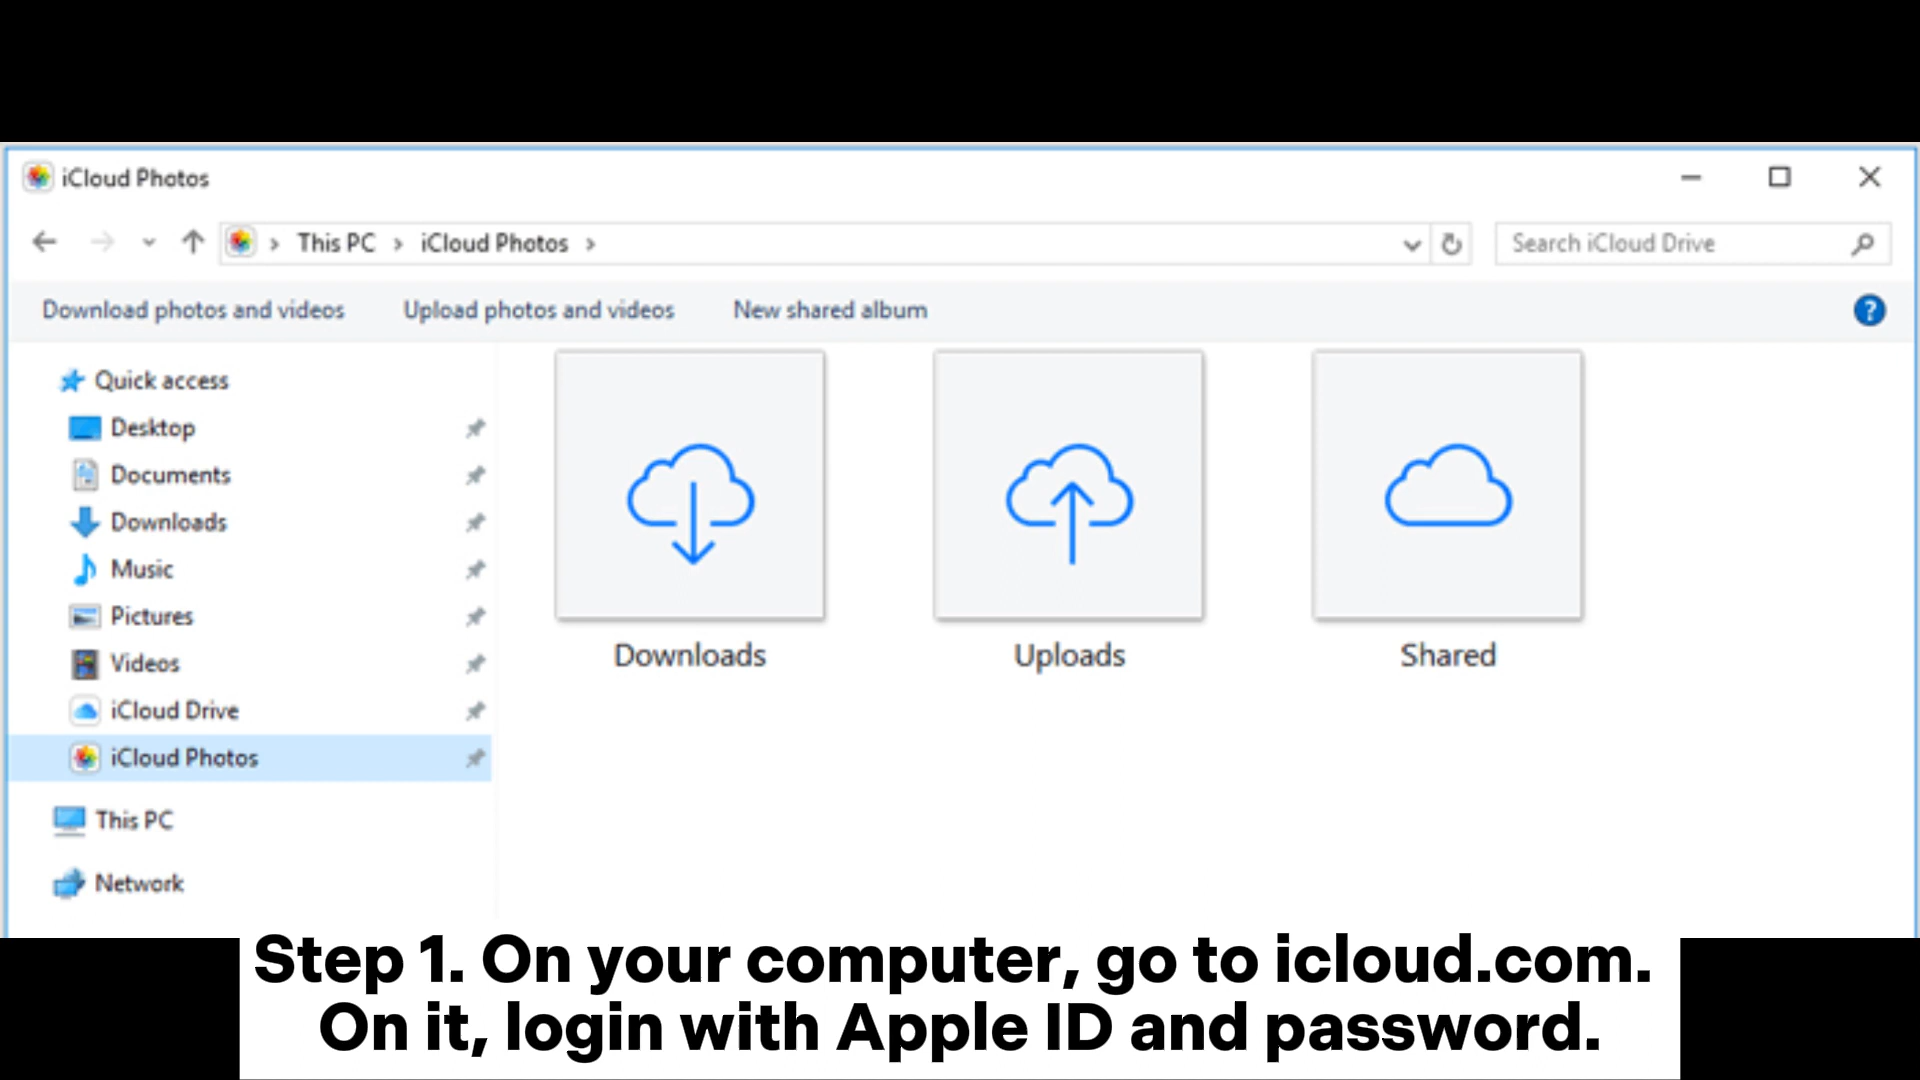 iCloud Photos
This PC iCloud Photos
Search iCloud Drive
Download photos and videos Upload photos and videos New shared album ?
Quick access
Desktop
Documents
Downloads
Music
Pictures
Videos
iCloud Drive
iCloud Photos
This PC
Network
Downloads Uploads Shared
Step 1. On your computer, go to icloud.com.
On it, login with Apple ID and password.